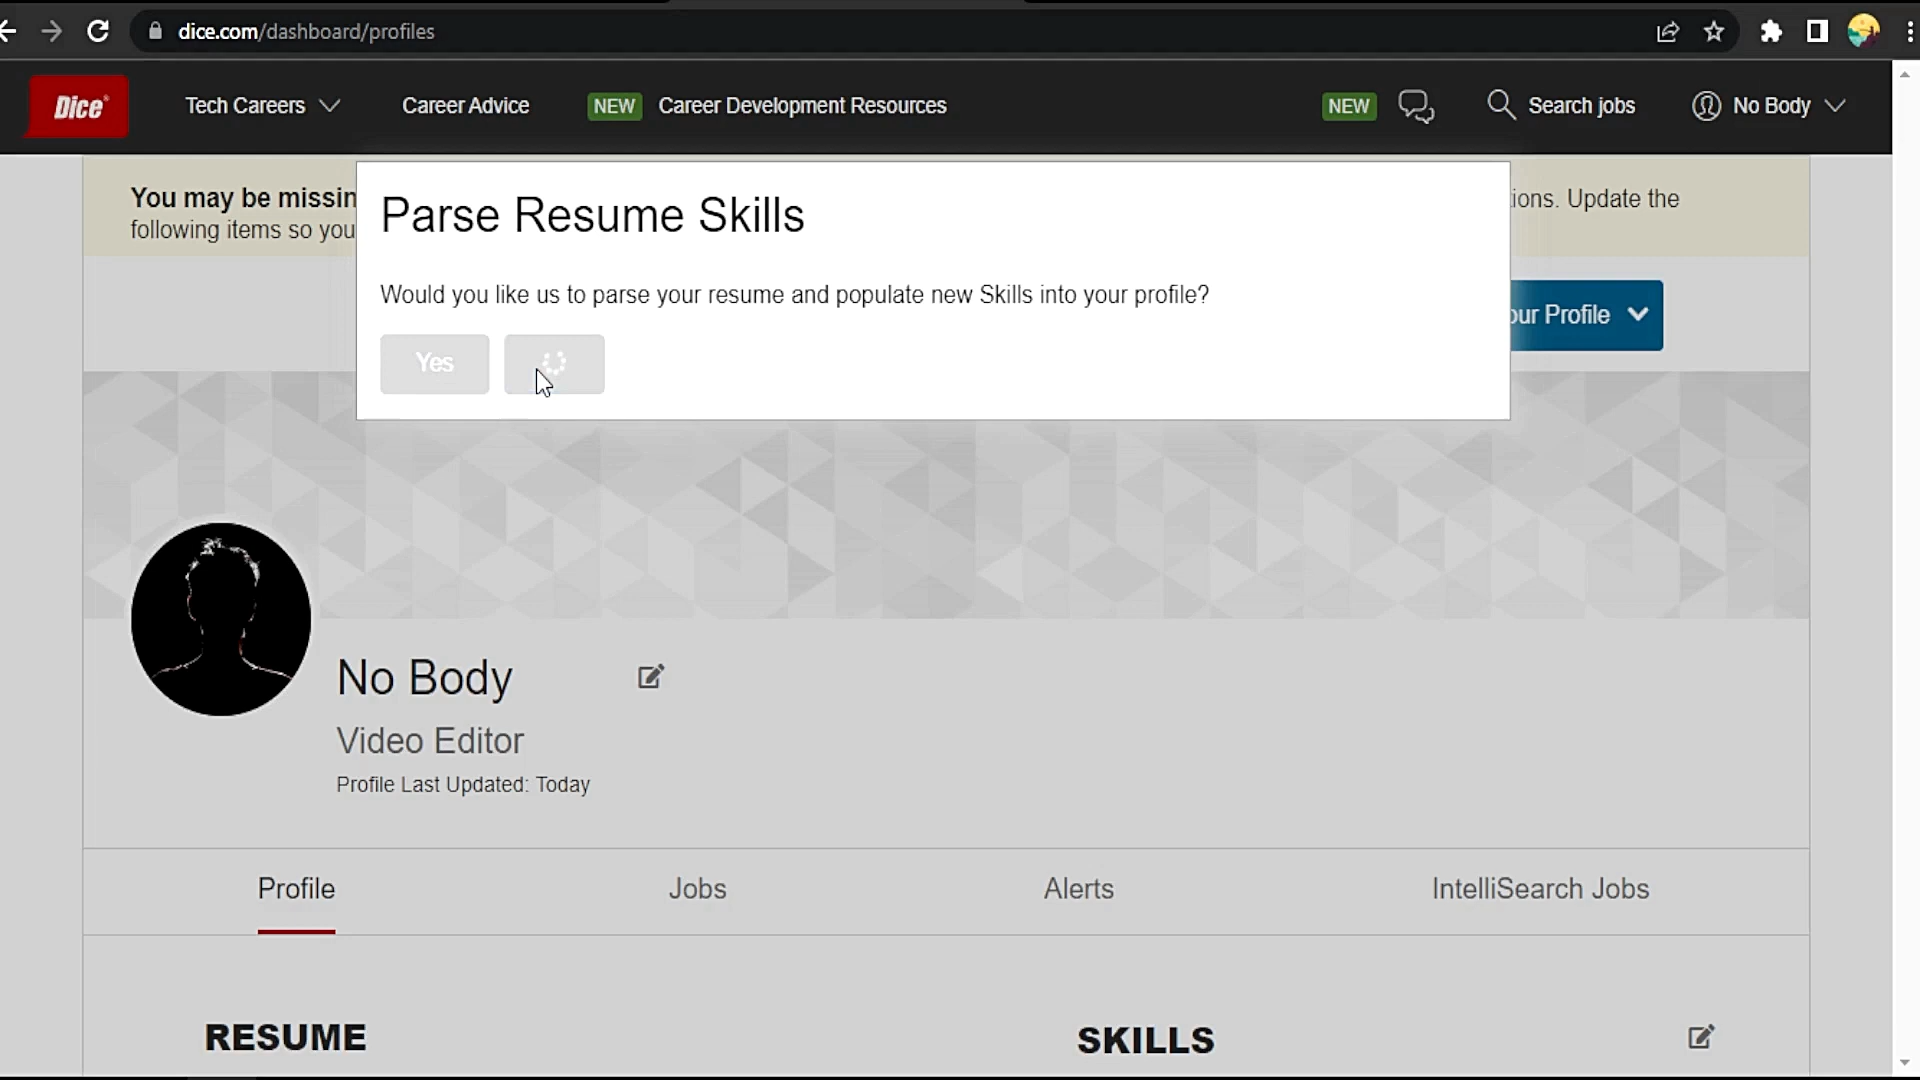 dice.com/dashboard/profiles
Dice®
Tech Careers
Career Advice
NEW Career Development Resources
NEW
Search jobs
No Body
You may be missin
ions. Update the
following items so you
Parse Resume Skills
Would you like us to parse your resume and populate new Skills into your profile?
Yes
our Profile
No Body
Video Editor
Profile Last Updated: Today
Profile
Jobs
Alerts
IntelliSearch Jobs
RESUME
SKILLS